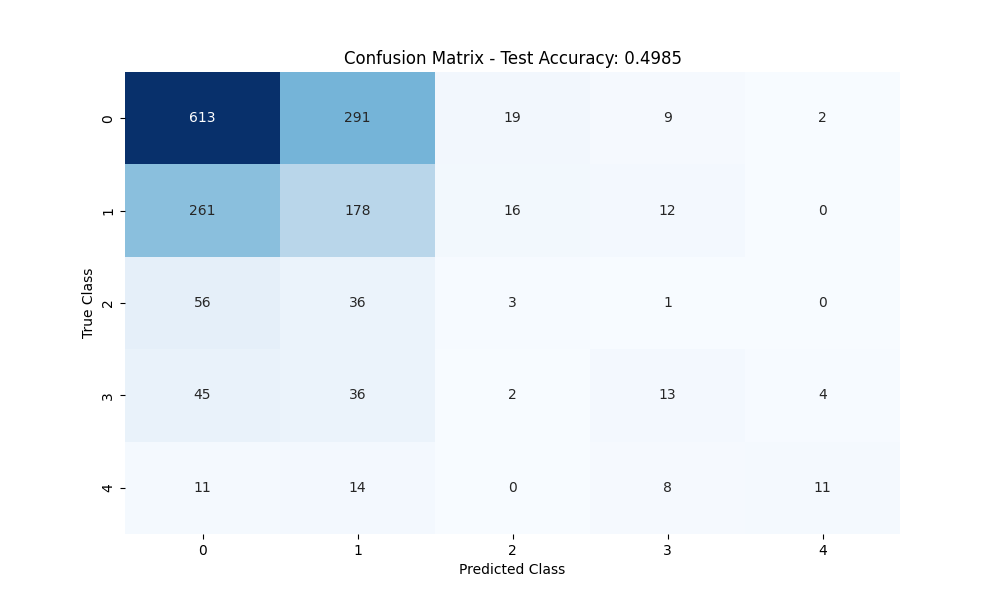 Confusion Matrix - Test Accuracy: 0.4985
True Class
0 613 291 19 9 2
1 261 178 16 12 0
2 56 36 3 1 0
3 45 36 2 13 4
4 11 14 0 8 11
0 1 2 3 4
Predicted Class